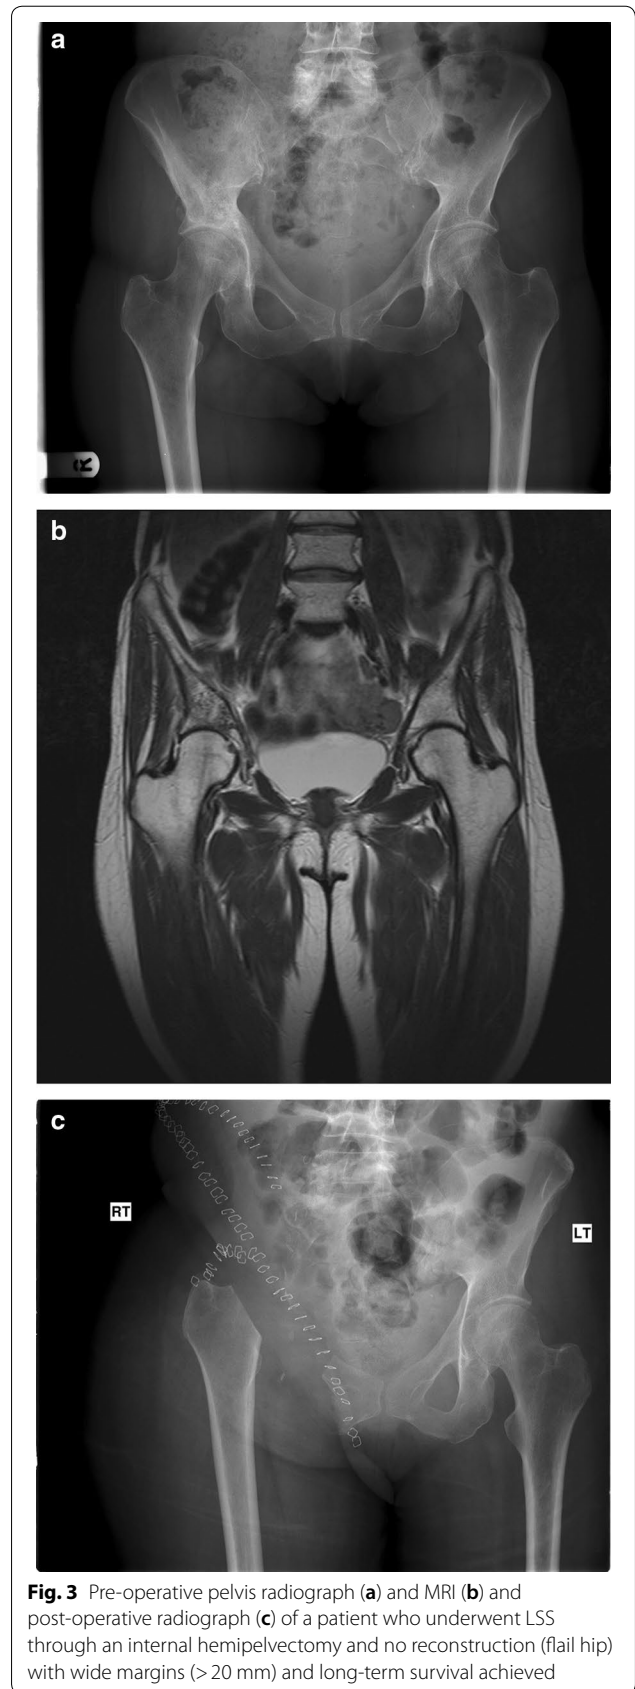 a
R
b
c
RT
LT
Fig. 3 Pre-operative pelvis radiograph (a) and MRI (b) and
post-operative radiograph (c) of a patient who underwent LSS
through an internal hemipelvectomy and no reconstruction (flail hip)
with wide margins (> 20 mm) and long-term survival achieved